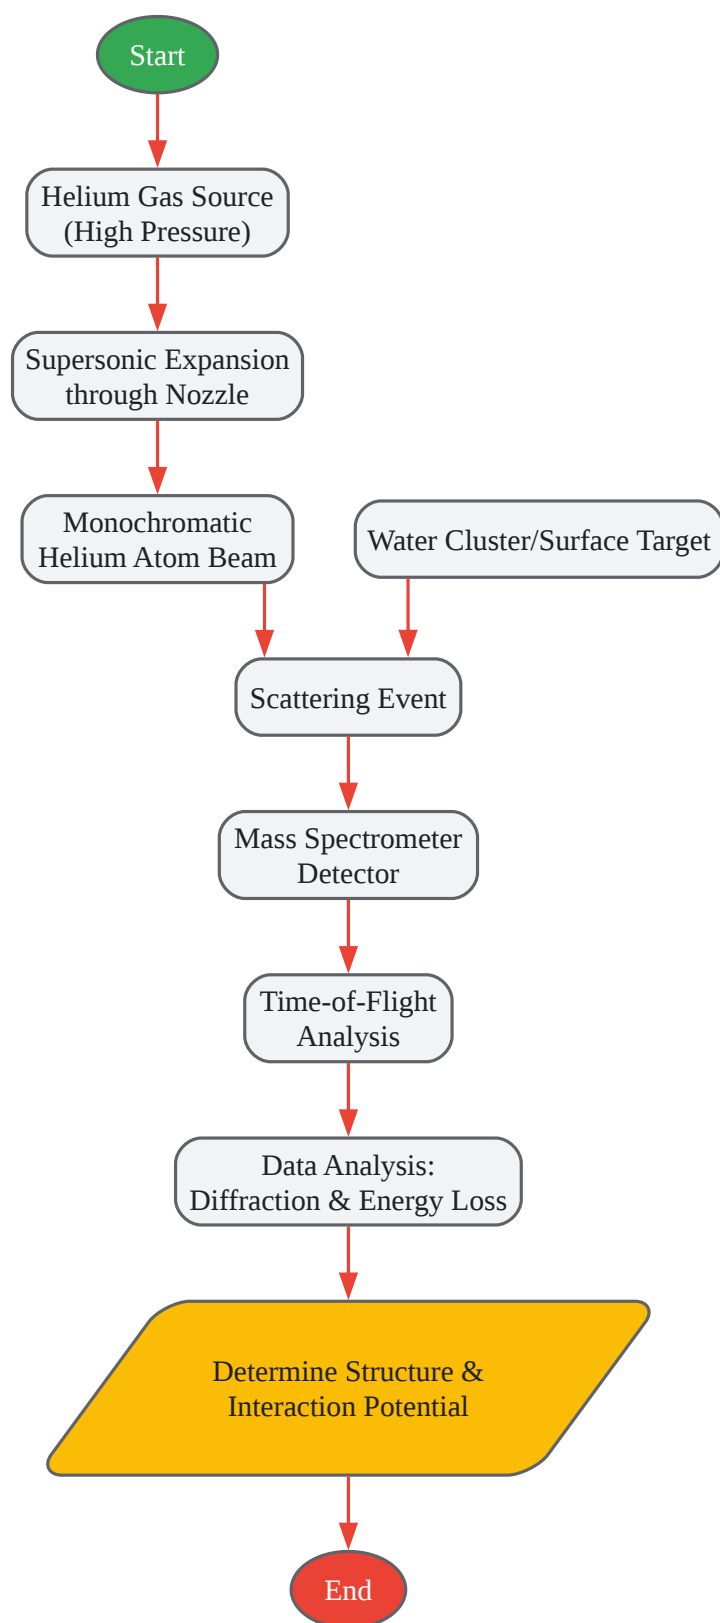 Start
Helium Gas Source
(High Pressure)
Supersonic Expansion
through Nozzle
Monochromatic
Helium Atom Beam
Water Cluster/Surface Target
Scattering Event
Mass Spectrometer
Detector
Time-of-Flight
Analysis
Data Analysis:
Diffraction & Energy Loss
Determine Structure &
Interaction Potential
End